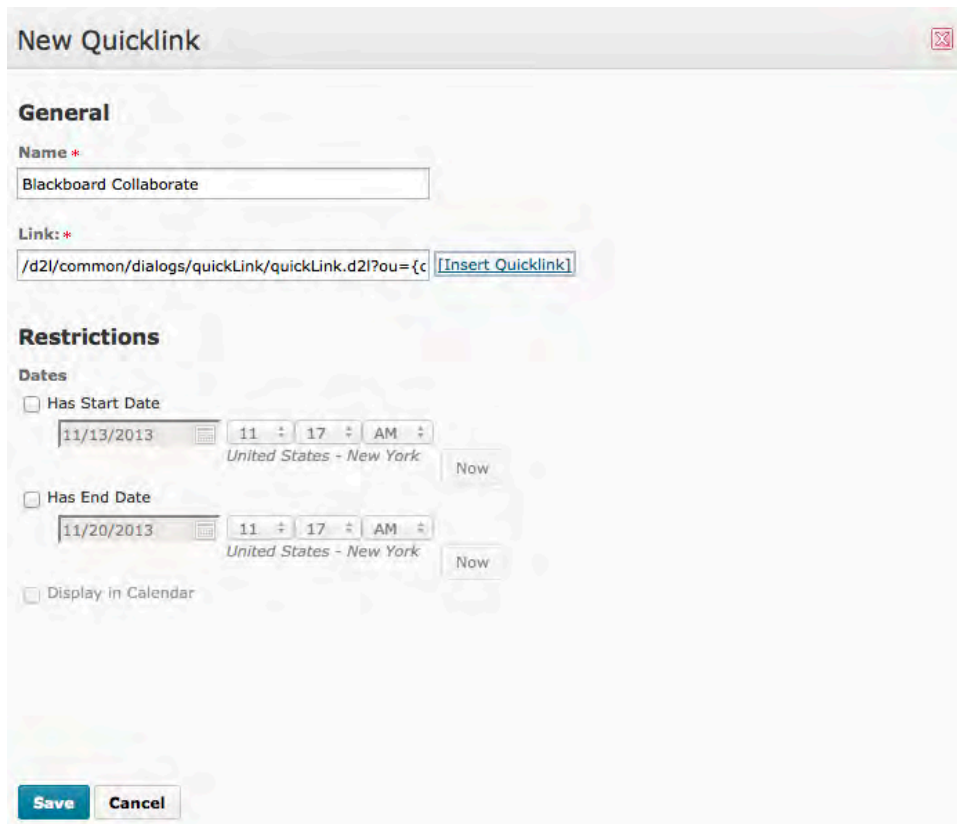 New Quicklink
General
Name *
Blackboard Collaborate
Link: *
/d2l/common/dialogs/quickLink/quickLink.d2l?ou={c [Insert Quicklink]
Restrictions
Dates
Has Start Date
11/13/2013 11 17 AM
United States - New York
Now
Has End Date
11/20/2013 11 17 AM
United States - New York
Now
Display in Calendar
Save Cancel